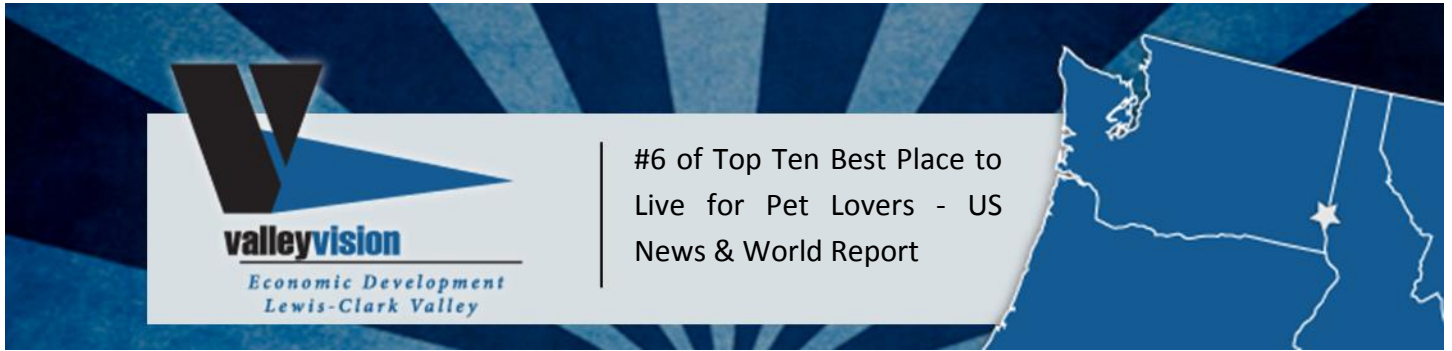 valleyvision
Economic Development
Lewis-Clark Valley
#6 of Top Ten Best Place to
Live for Pet Lovers - US
News & World Report